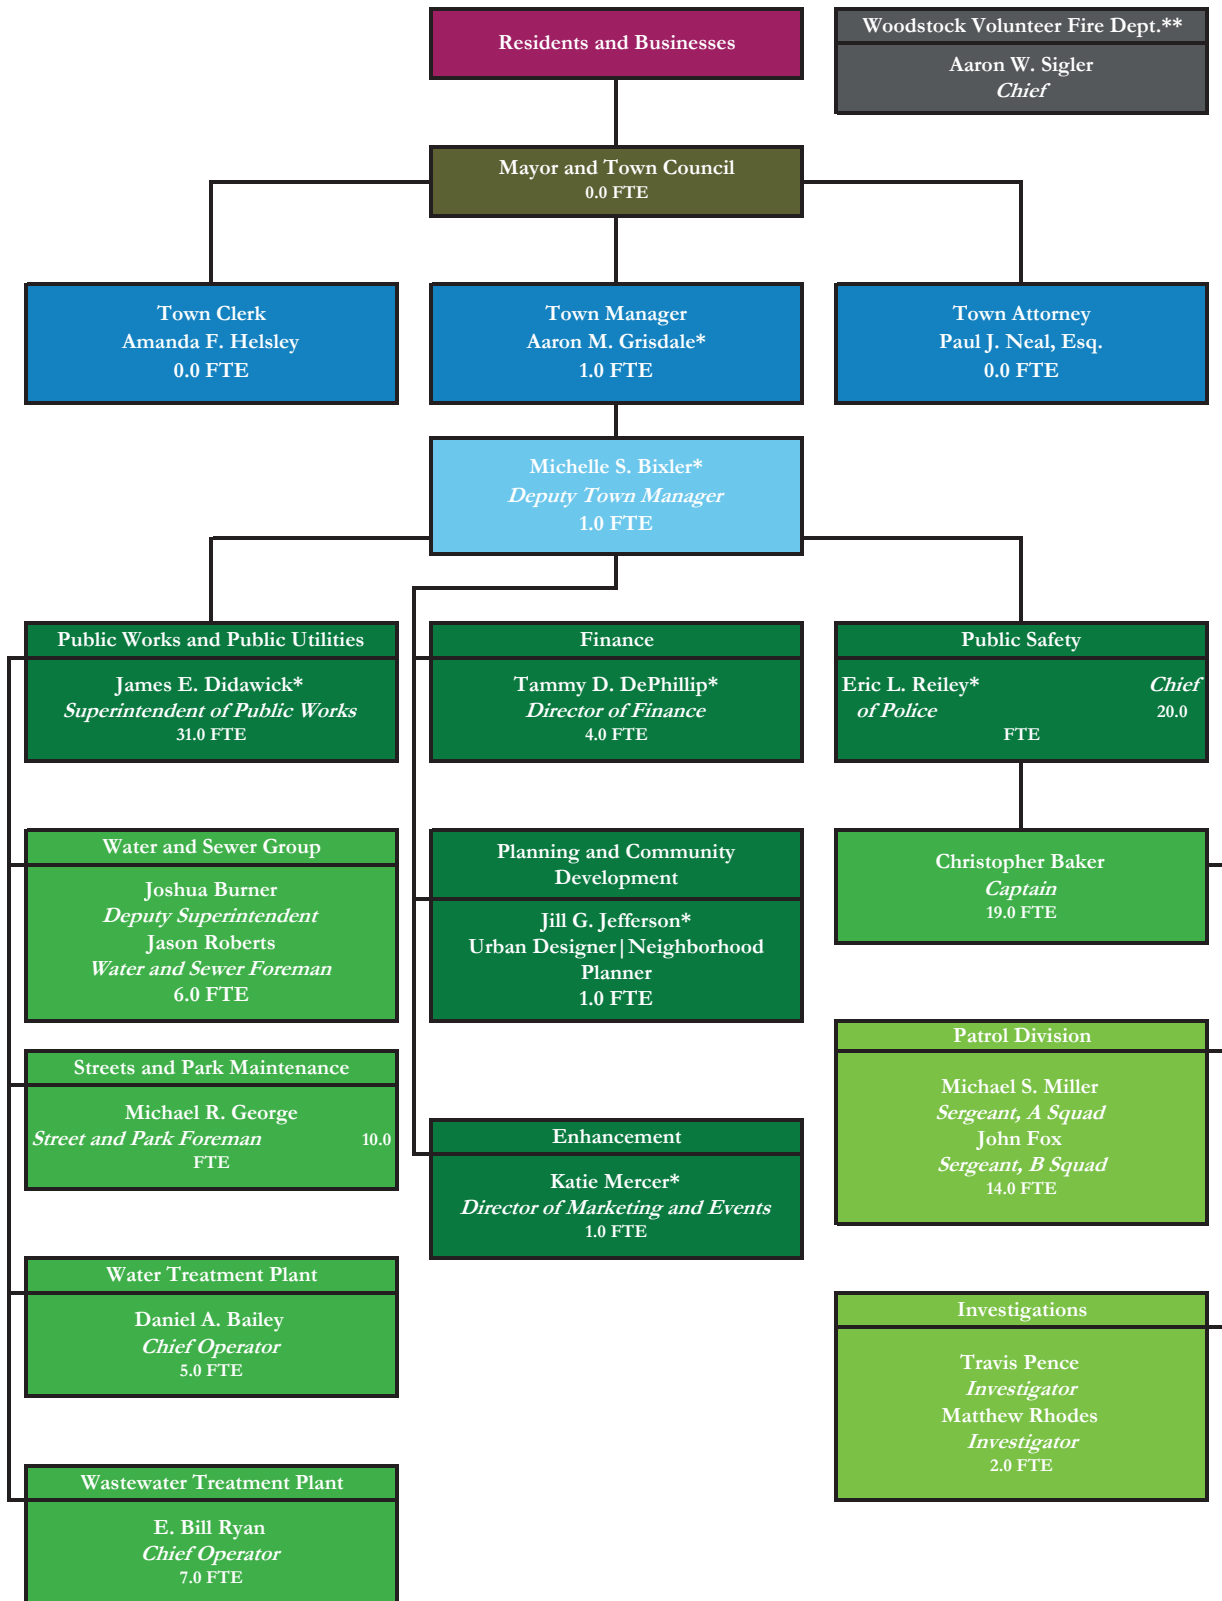 Residents and Businesses
Woodstock Volunteer Fire Dept.**
Aaron W. Sigler
Chief
Mayor and Town Council
0.0 FTE
Town Clerk
Amanda F. Helsley
0.0 FTE
Town Manager
Aaron M. Grisdale*
1.0 FTE
Town Attorney
Paul J. Neal, Esq.
0.0 FTE
Michelle S. Bixler*
Deputy Town Manager
1.0 FTE
Public Works and Public Utilities
James E. Didawick*
Superintendent of Public Works
31.0 FTE
Finance
Tammy D. DePhillip*
Director of Finance
4.0 FTE
Public Safety
Eric L. Reiley* Chief
of Police 20.0
FTE
Water and Sewer Group
Joshua Burner
Deputy Superintendent
Jason Roberts
Water and Sewer Foreman
6.0 FTE
Planning and Community
Development
Jill G. Jefferson*
Urban Designer|Neighborhood
Planner
1.0 FTE
Christopher Baker
Captain
19.0 FTE
Streets and Park Maintenance
Michael R. George
Street and Park Foreman 10.0
FTE
Enhancement
Katie Mercer*
Director of Marketing and Events
1.0 FTE
Patrol Division
Michael S. Miller
Sergeant, A Squad
John Fox
Sergeant, B Squad
14.0 FTE
Water Treatment Plant
Daniel A. Bailey
Chief Operator
5.0 FTE
Investigations
Travis Pence
Investigator
Matthew Rhodes
Investigator
2.0 FTE
Wastewater Treatment Plant
E. Bill Ryan
Chief Operator
7.0 FTE